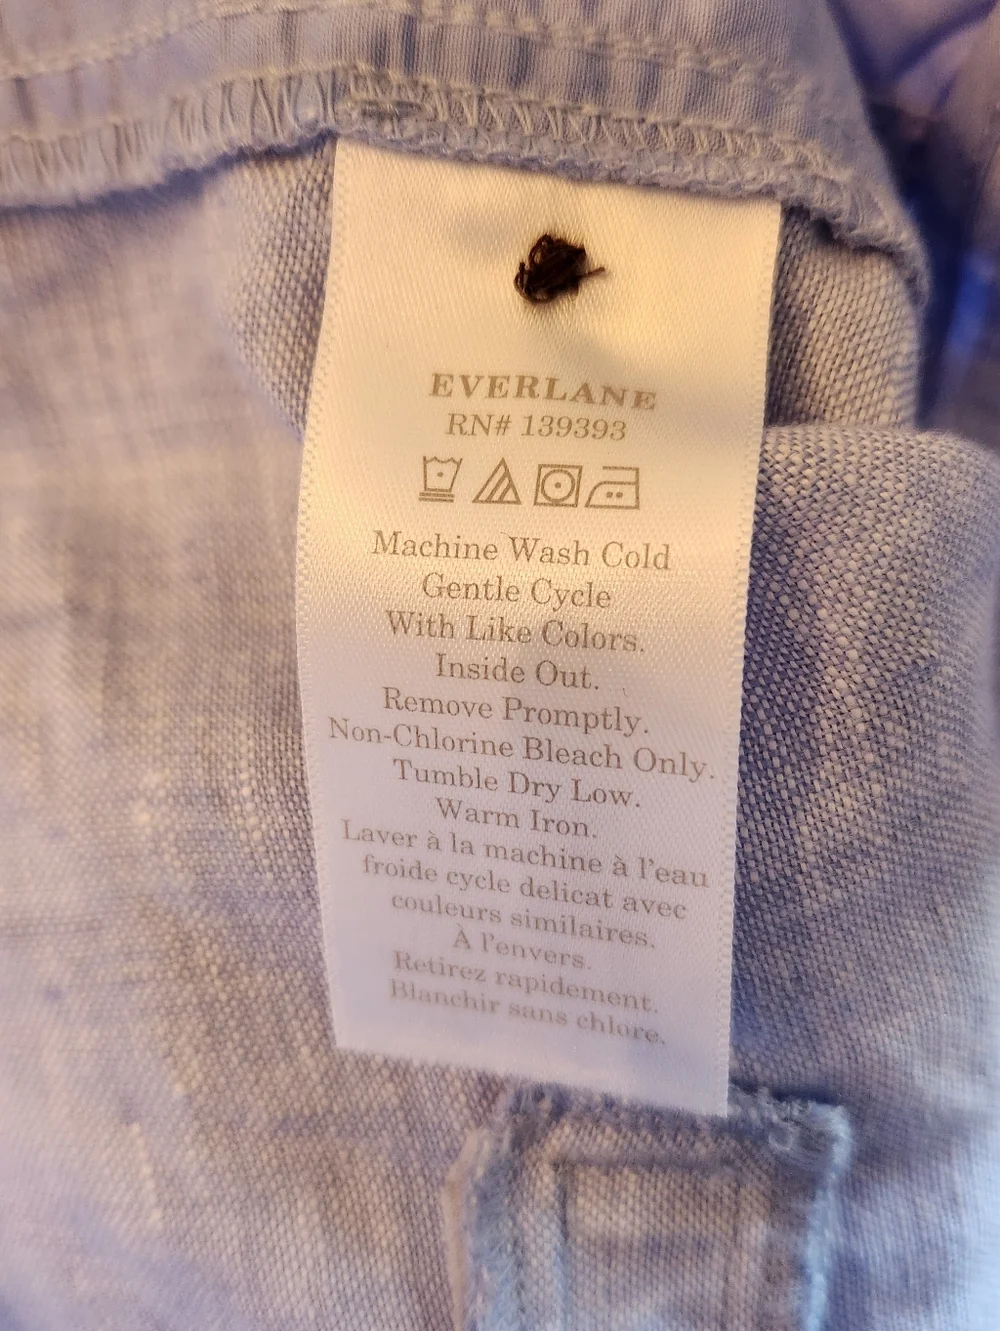 EVERLANE
RN# 139393
Machine Wash Cold
Gentle Cycle
With Like Colors.
Inside Out.
Remove Promptly.
Non-Chlorine Bleach Only.
Tumble Dry Low.
Warm Iron.
Laver à la machine à l'eau
froide cycle delicat avec
couleurs similaires.
À l'envers.
Retirez rapidement.
Blanchir sans chlore.